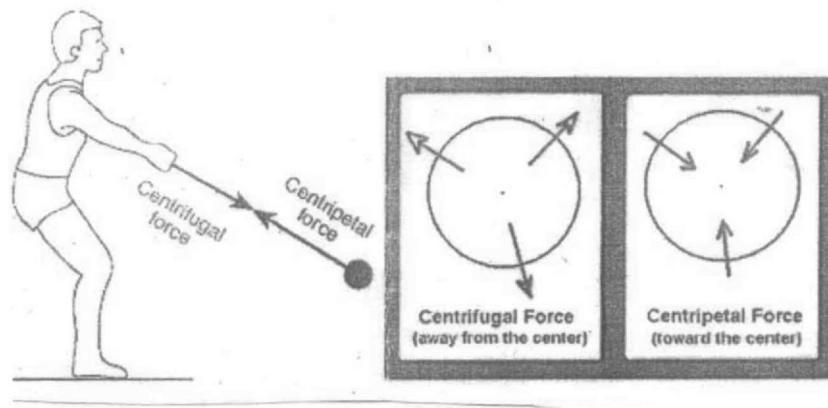 Centrifugal
force
Centripetal
force
Centrifugal Force
(away from the center)
Centripetal Force
(toward the center)